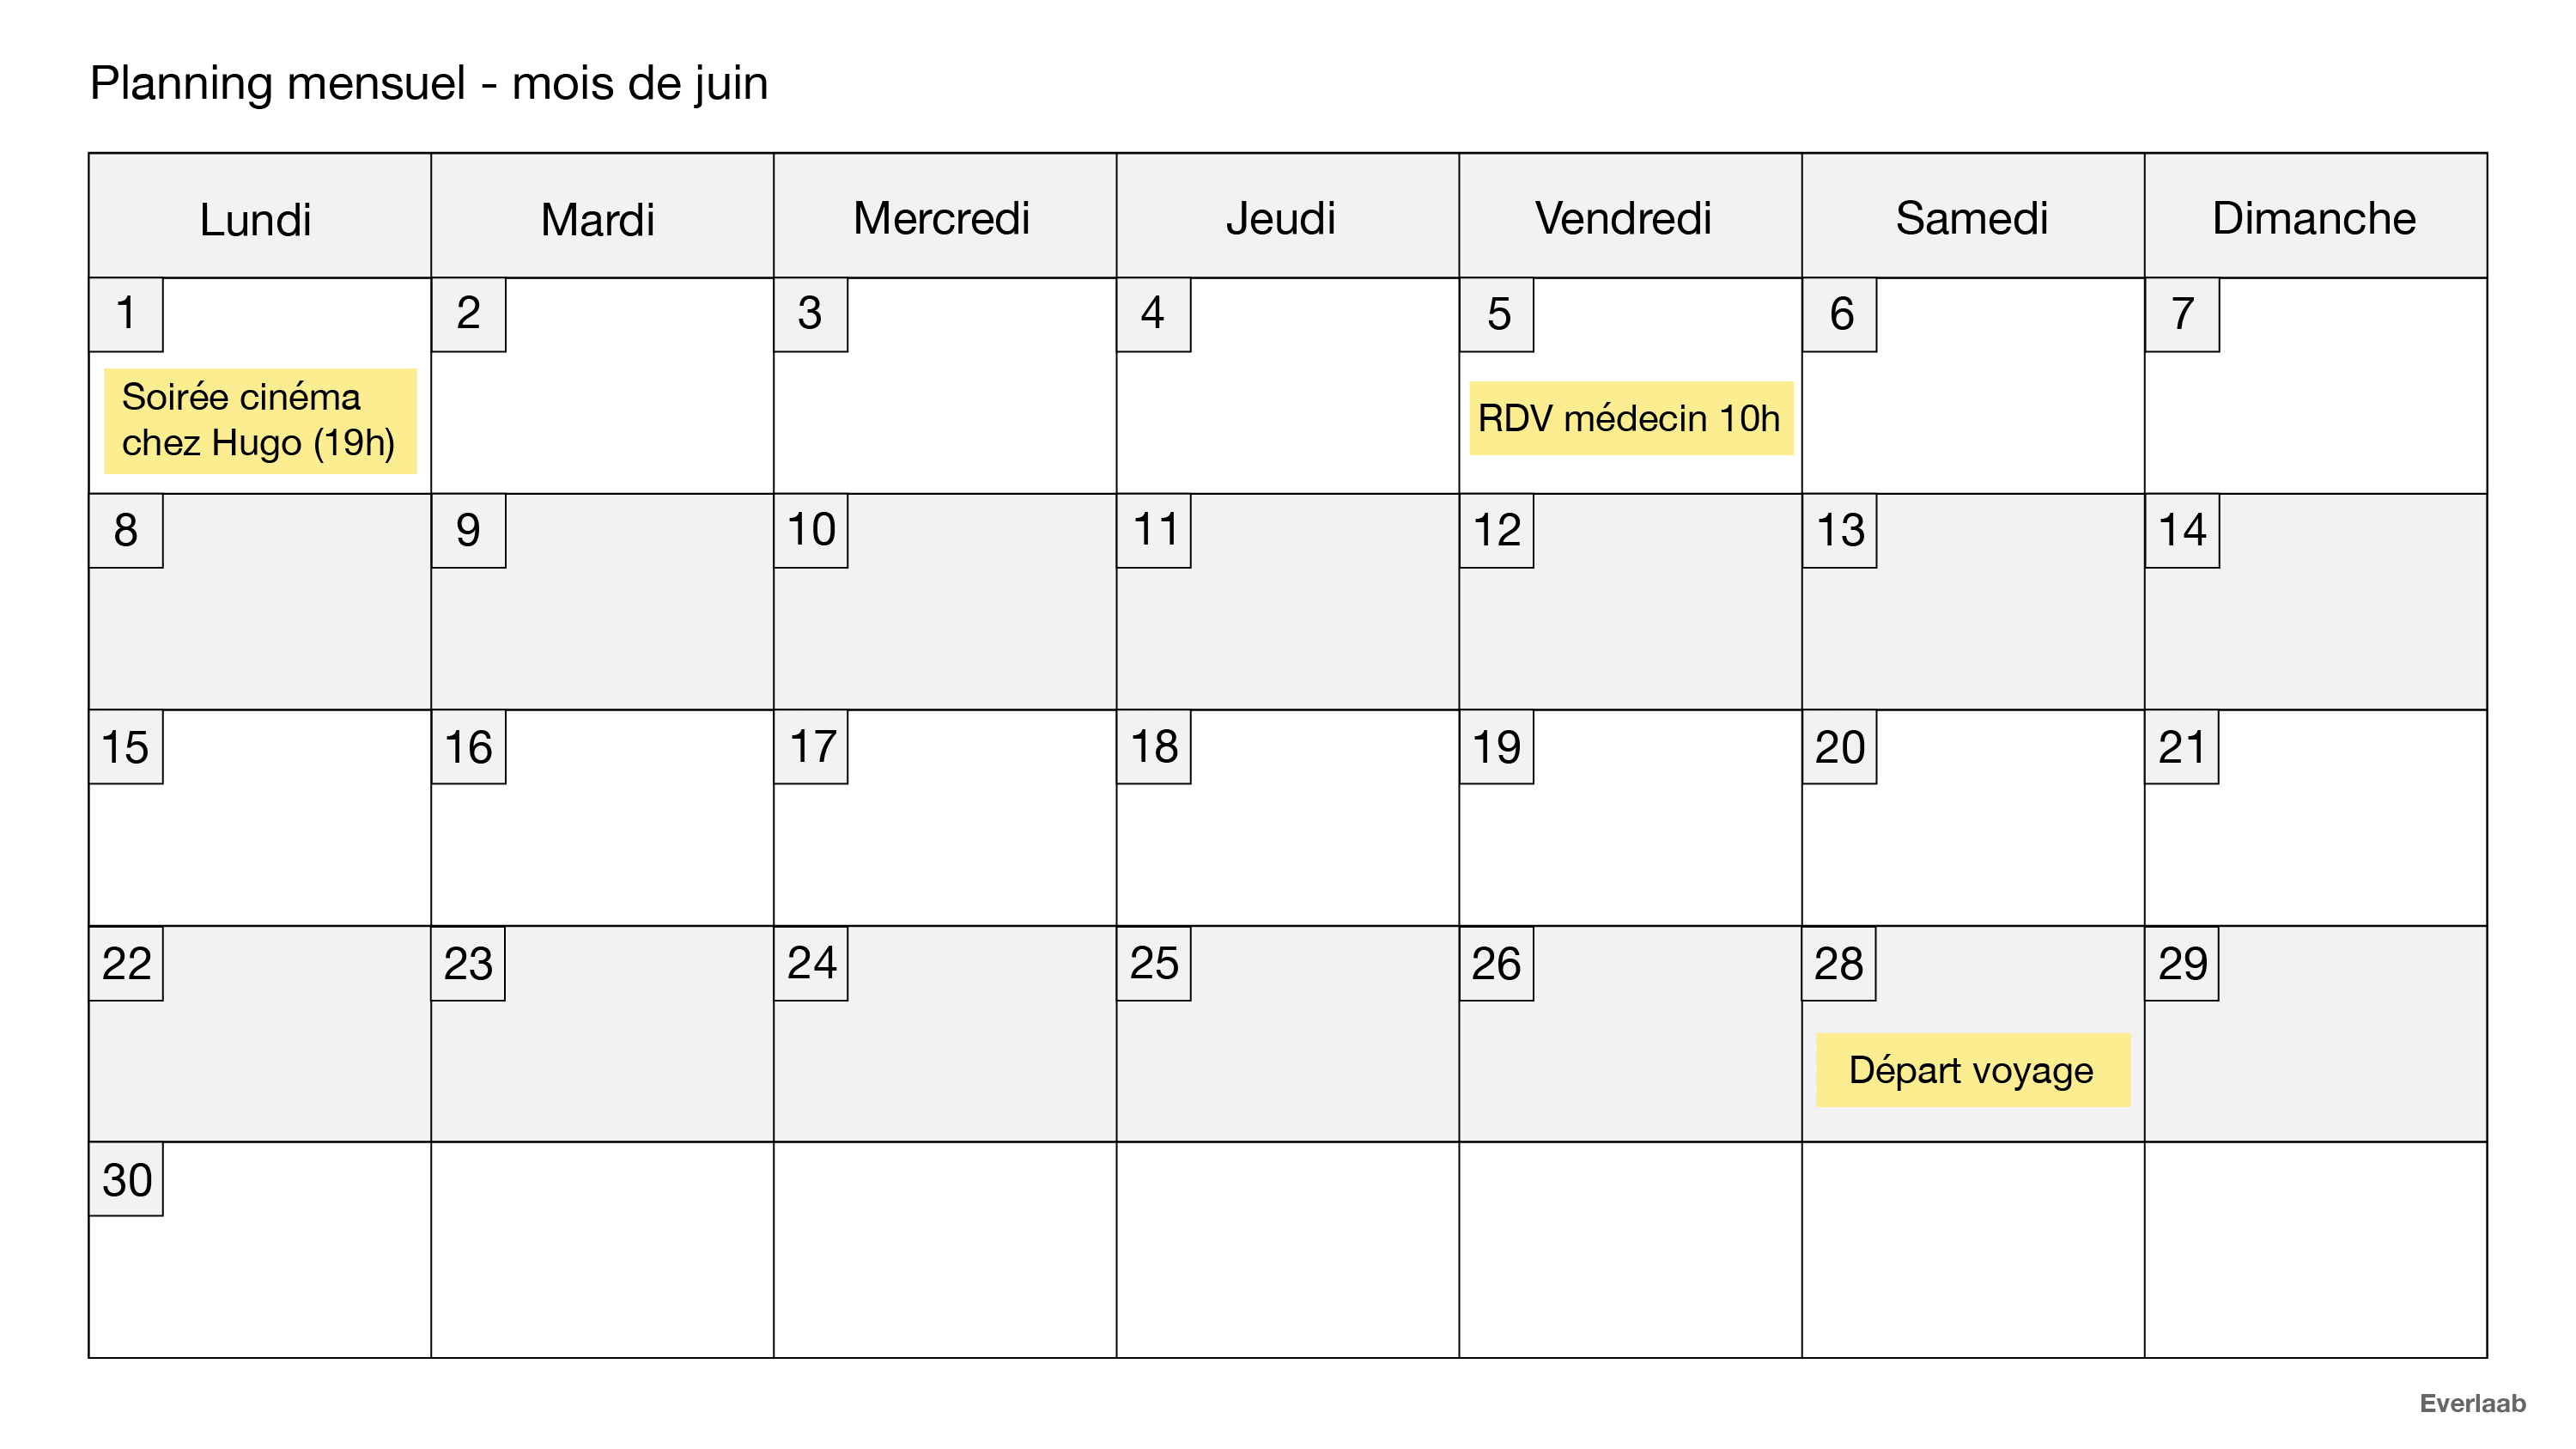 Planning mensuel - mois de juin
Lundi Mardi Mercredi Jeudi Vendredi Samedi Dimanche
1 2 3 4 5 6 7
Soirée cinéma
chez Hugo (19h)
RDV médecin 10h
8 9 10 11 12 13 14
15 16 17 18 19 20 21
22 23 24 25 26 28 29
Départ voyage
30
Everlaab